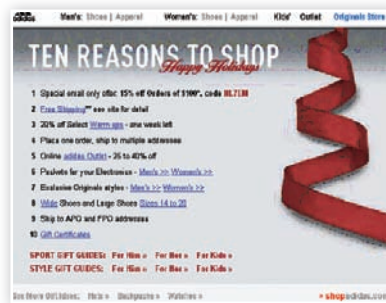 adidas Men's: Shoes | Apparel Women's: Shoes | Apparel Kids' Outlet Originals Store
TEN REASONS TO SHOP
Happy Holidays
1 Special email only offer: 15% off Orders of $100*, code
2 Free Shipping** see site for detail
3 20% off Select Warm ups - one week left
4 Place one order, ship to multiple addresses
5 Online adidas Outlet - 25 to 40% off
6 Pockets for your Electronics - Men's >> Women's >>
7 Exclusive Originals styles - Men's >> Women's >>
8 Wide Shoes and Large Shoes Sizes 14 to 20
9 Ship to APO and FPO addresses
10 Gift Certificates
SPORT GIFT GUIDES: For Him » For Her » For Kids »
STYLE GIFT GUIDES: For Him » For Her » For Kids »
See More Gift Ideas: Hats » Backpacks » Watches » » shopadidas.com